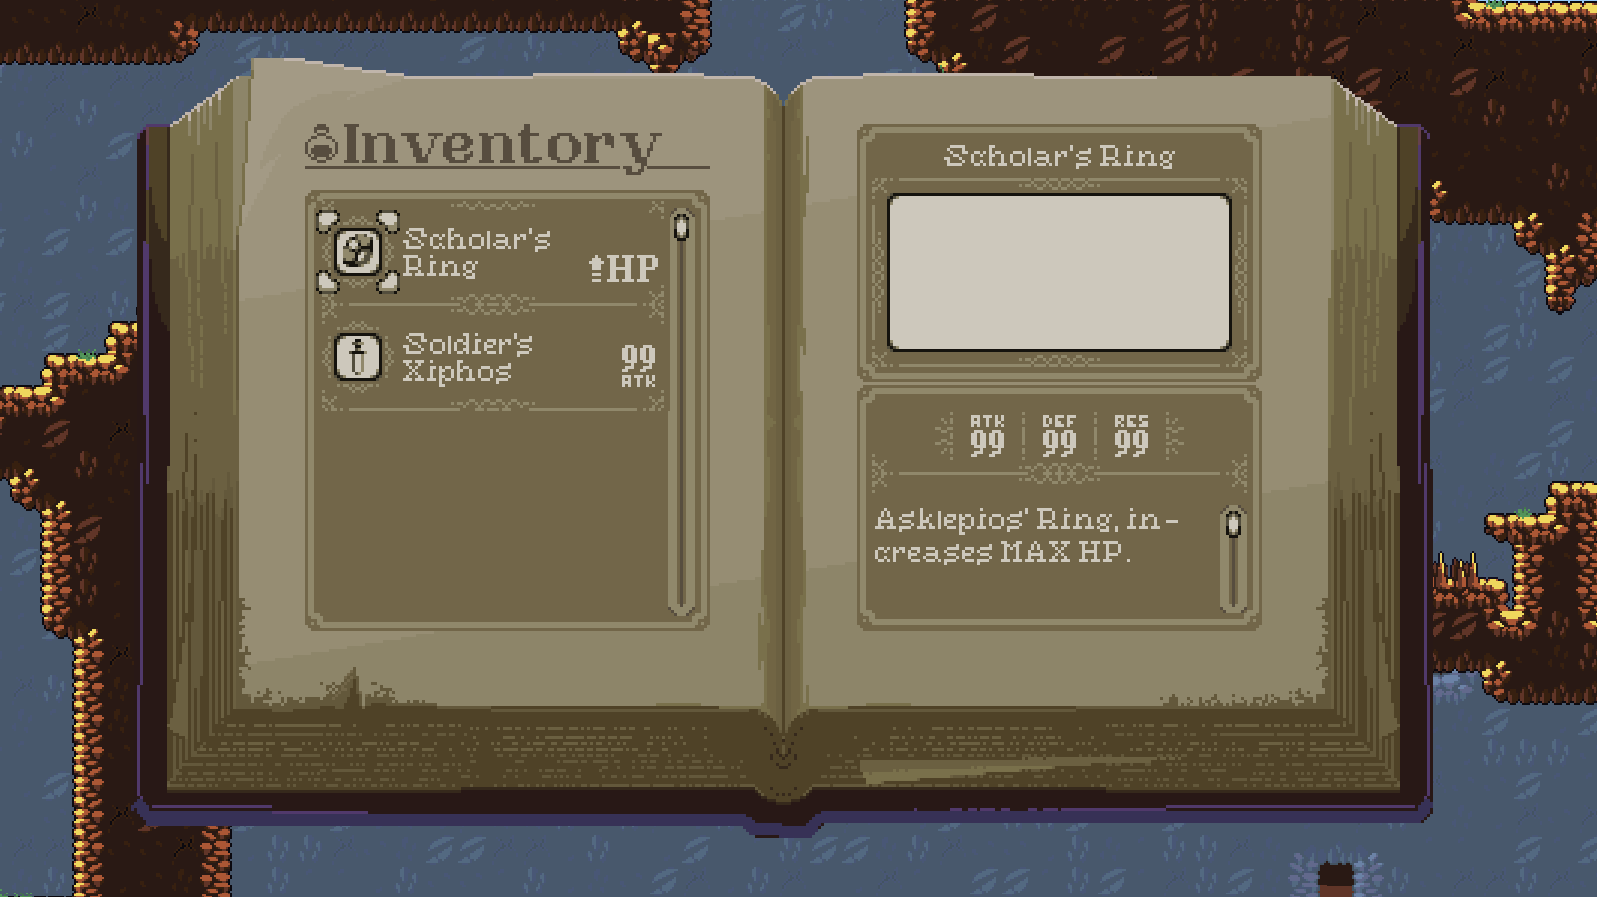 Inventory
Scholar's
Ring
HP
Soldier's
Xiphos
99
ATK
Scholar's Ring
ATK DEF RES
99 99 99
Asklepios' Ring, in-
creases MAX HP.